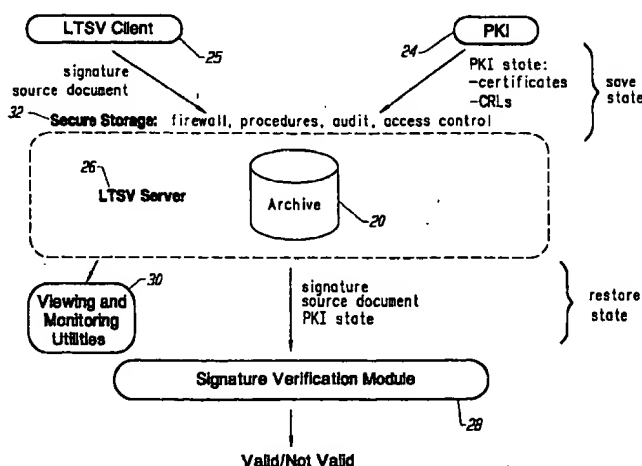 LTSV Client
25
24
PKI
signature
source document
PKI state:
-certificates
-CRLs
save
state
32 Secure Storage: firewall, procedures, audit, access control
26
LTSV Server
Archive
20
30
Viewing and
Monitoring
Utilities
signature
source document
PKI state
restore
state
Signature Verification Module
28
Valid/Not Valid